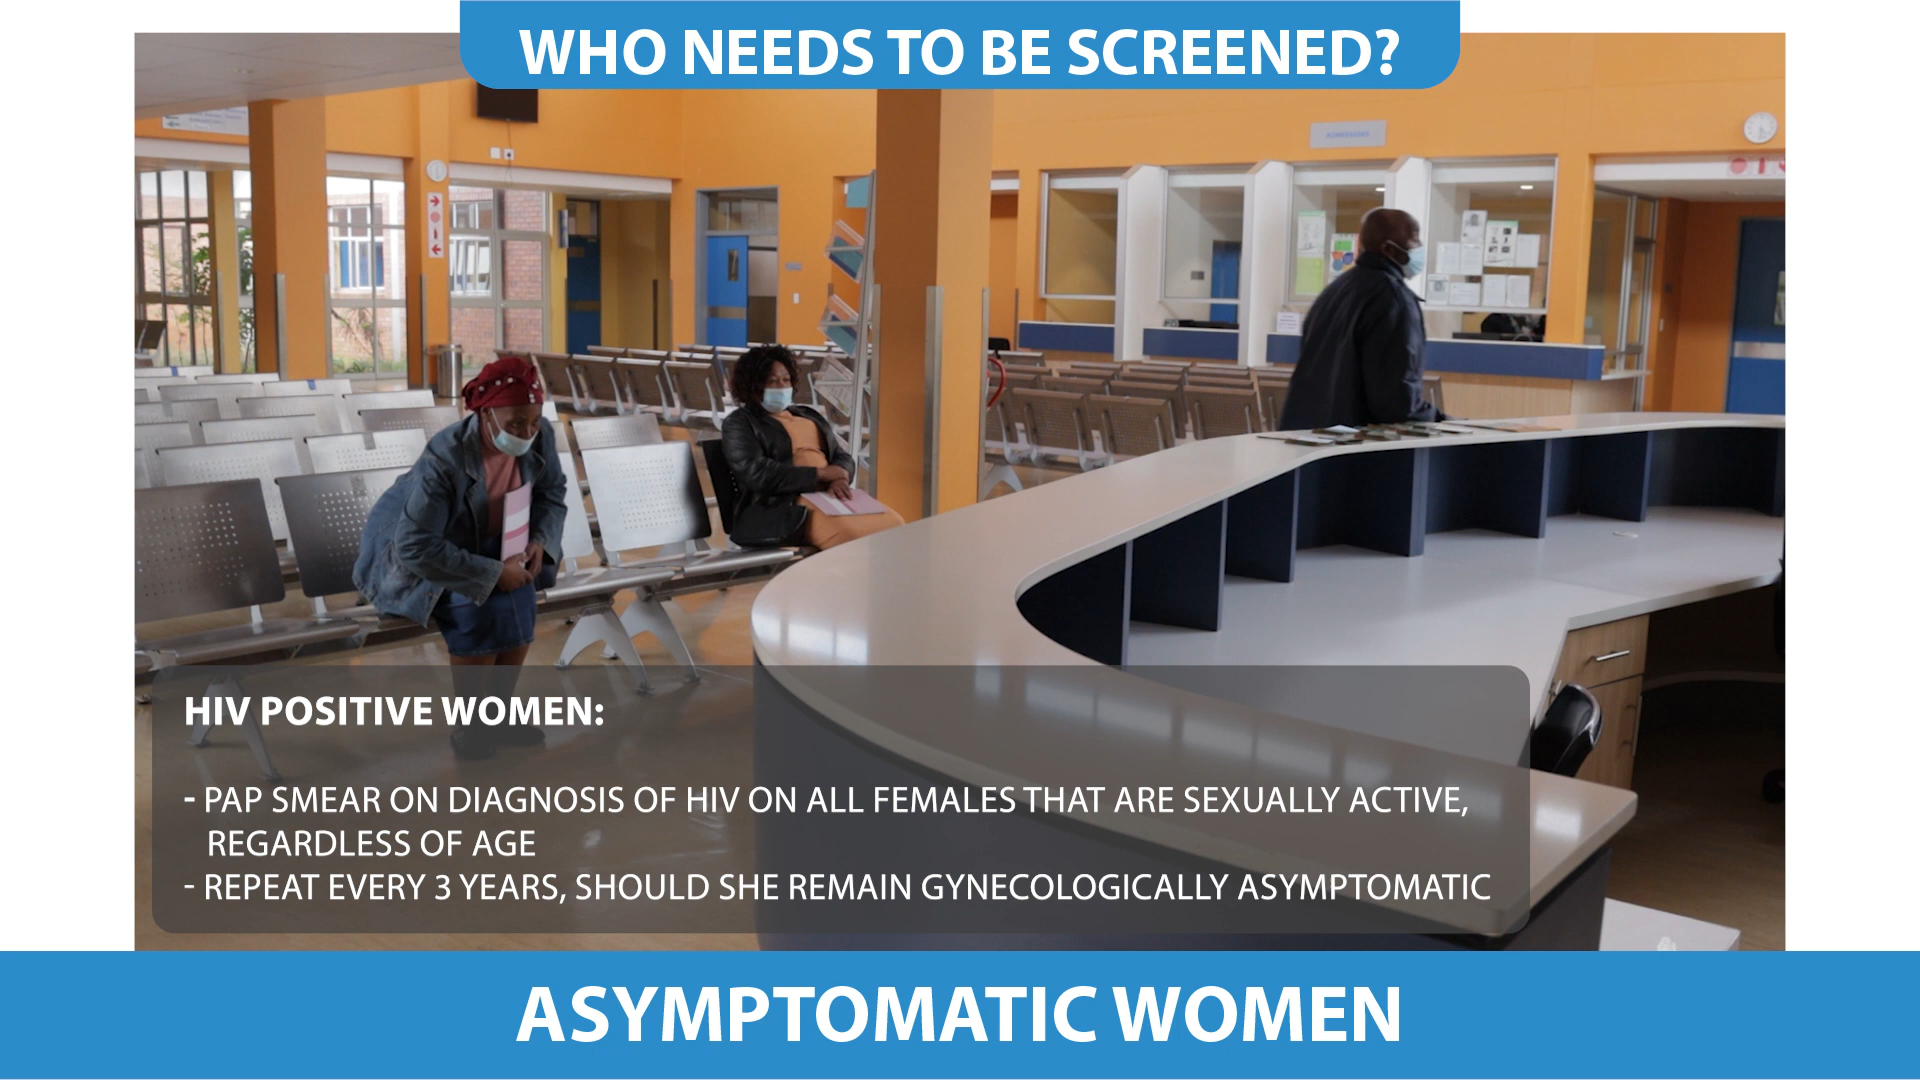 WHO NEEDS TO BE SCREENED?
ADMISSIONS
HIV POSITIVE WOMEN:
- PAP SMEAR ON DIAGNOSIS OF HIV ON ALL FEMALES THAT ARE SEXUALLY ACTIVE,
REGARDLESS OF AGE
- REPEAT EVERY 3 YEARS, SHOULD SHE REMAIN GYNECOLOGICALLY ASYMPTOMATIC
ASYMPTOMATIC WOMEN